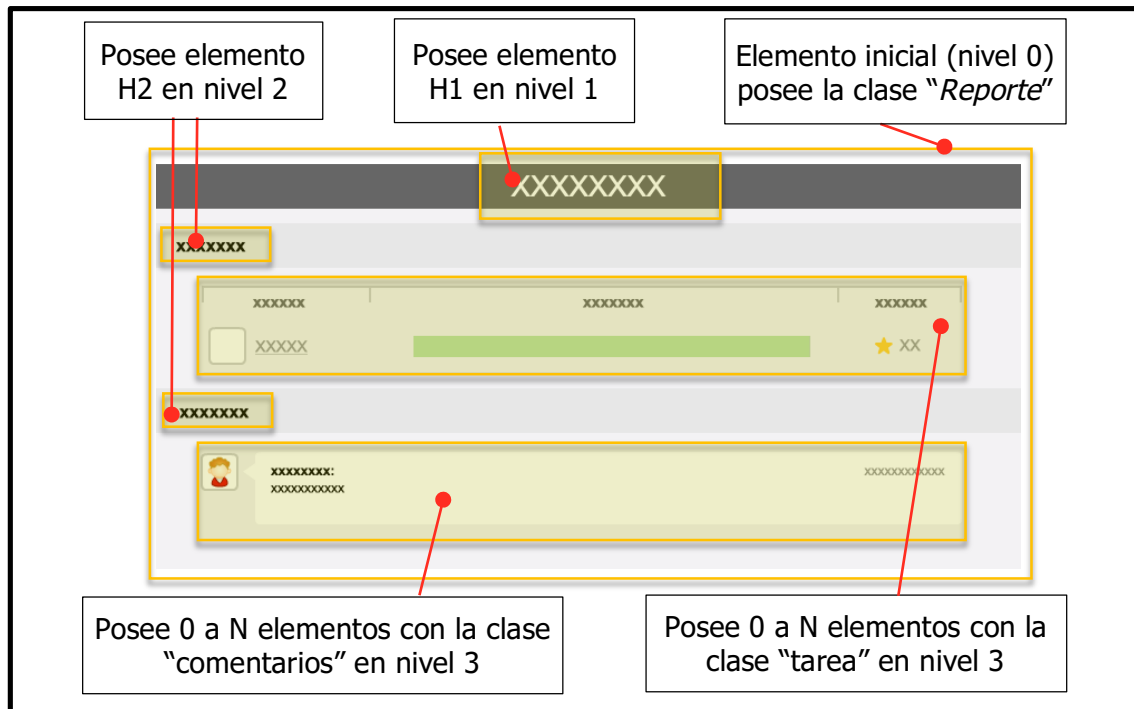 Posee elemento
H2 en nivel 2
Posee elemento
H1 en nivel 1
Elemento inicial (nivel 0)
posee la clase “Reporte”
XXXXXXXX
xxxxxxx
xxxxxx
xxxxxxx
xxxxxx
XXXXX
XX
xxxxxxx
xxxxxxxx:
xxxxxxxxxxxx
xxxxxxxxxxx
Posee 0 a N elementos con la clase
“comentarios” en nivel 3
Posee 0 a N elementos con la
clase “tarea” en nivel 3